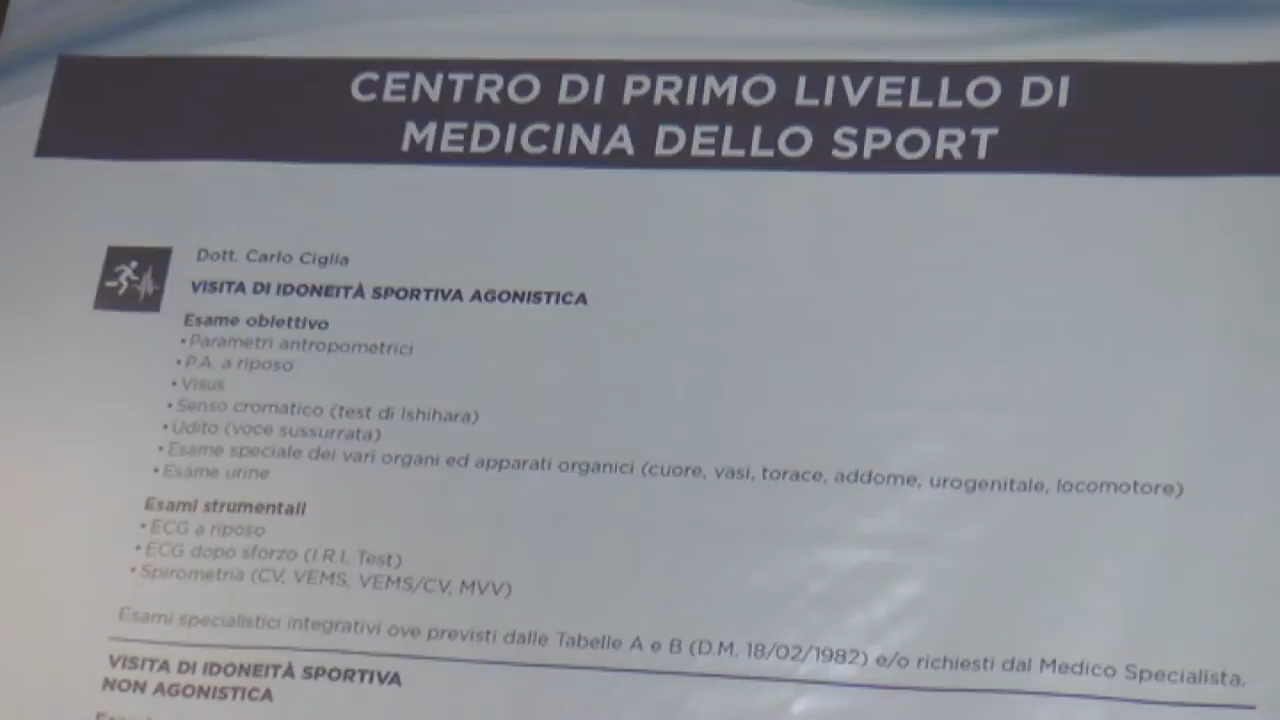 CENTRO DI PRIMO LIVELLO DI
MEDICINA DELLO SPORT
Dott. Carlo Ciglia
VISITA DI IDONEITÀ SPORTIVA AGONISTICA
Esame obiettivo
• Parametri antropometrici
• P.A. a riposo
• Visus
• Senso cromatico (test di Ishihara)
• Udito (voce sussurrata)
• Esame speciale dei vari organi ed apparati organici (cuore, vasi, torace, addome, urogenitale, locomotore)
• Esame urine
Esami strumentali
• ECG a riposo
• ECG dopo sforzo (I.R.I. Test)
• Spirometria (CV, VEMS, VEMS/CV, MVV)
Esami specialistici integrativi ove previsti dalle Tabelle A e B (D.M. 18/02/1982) e/o richiesti dal Medico Specialista.
VISITA DI IDONEITÀ SPORTIVA
NON AGONISTICA